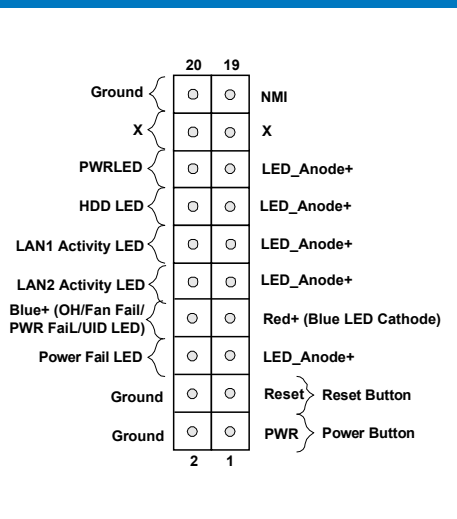 20 19
Ground NMI
X X
PWRLED LED_Anode+
HDD LED LED_Anode+
LAN1 Activity LED LED_Anode+
LAN2 Activity LED LED_Anode+
Blue+ (OH/Fan Fail/
PWR FaiL/UID LED) Red+ (Blue LED Cathode)
Power Fail LED LED_Anode+
Ground Reset Reset Button
Ground PWR Power Button
2 1